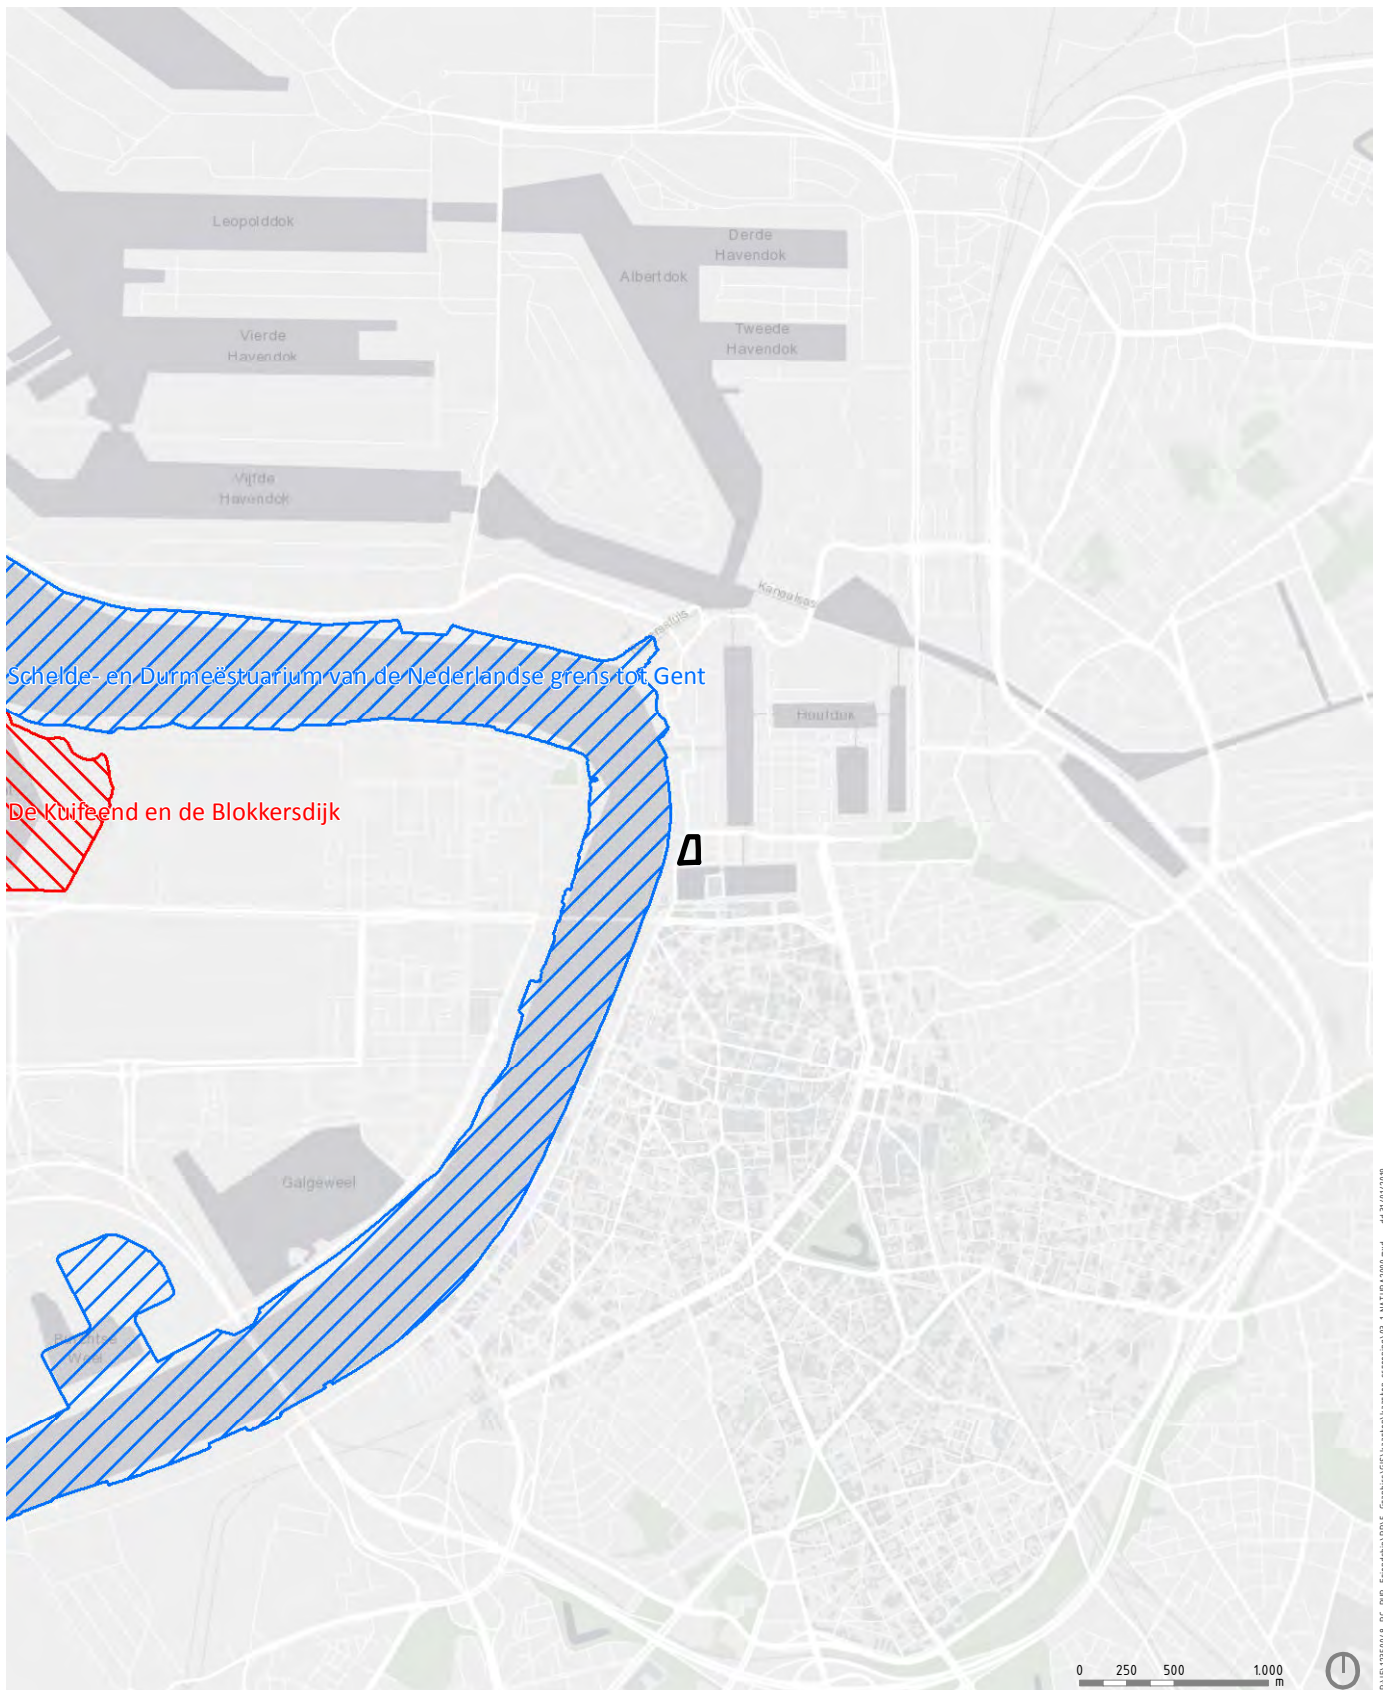 Leopolddok
Derde
Havendok
Albertdok
Vierde
Havendok
Tweede
Havendok
Vijfde
Havendok
Schelde- en Durmeëstuarium van de Nederlandse grens tot Gent
Houtdok
De Kuifeend en de Blokkersdijk
Galgeweel
Weel
0 250 500 1.000
m